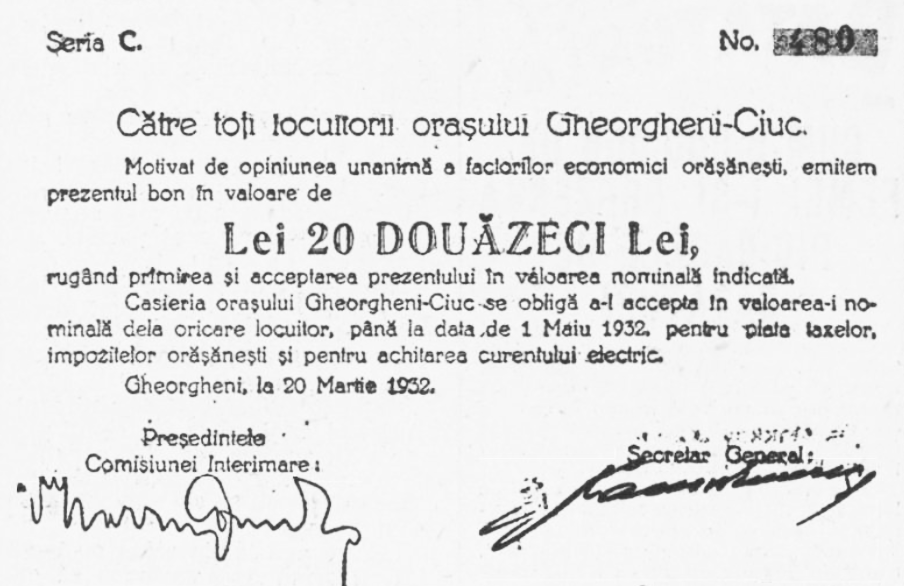 Seria C. No. 480
Către toți locuitorii orașului Gheorgheni-Ciuc.
Motivat de opiniunea unanimă a factorilor economici orășănești, emitem
prezentul bon în valoare de
Lei 20 DOUĂZECI Lei,
rugând primirea și acceptarea prezentului în valoarea nominală indicată.
Casieria orașului Gheorgheni-Ciuc se obligă a-l accepta în valoarea-i no-
minală dela oricare locuitor, până la data de 1 Maiu 1932. pentru plata taxelor,
impozitelor orășănești și pentru achitarea curentului electric.
Gheorgheni, la 20 Martie 1932.
Președintele
Comisiunei Interimare:
Secretar General: